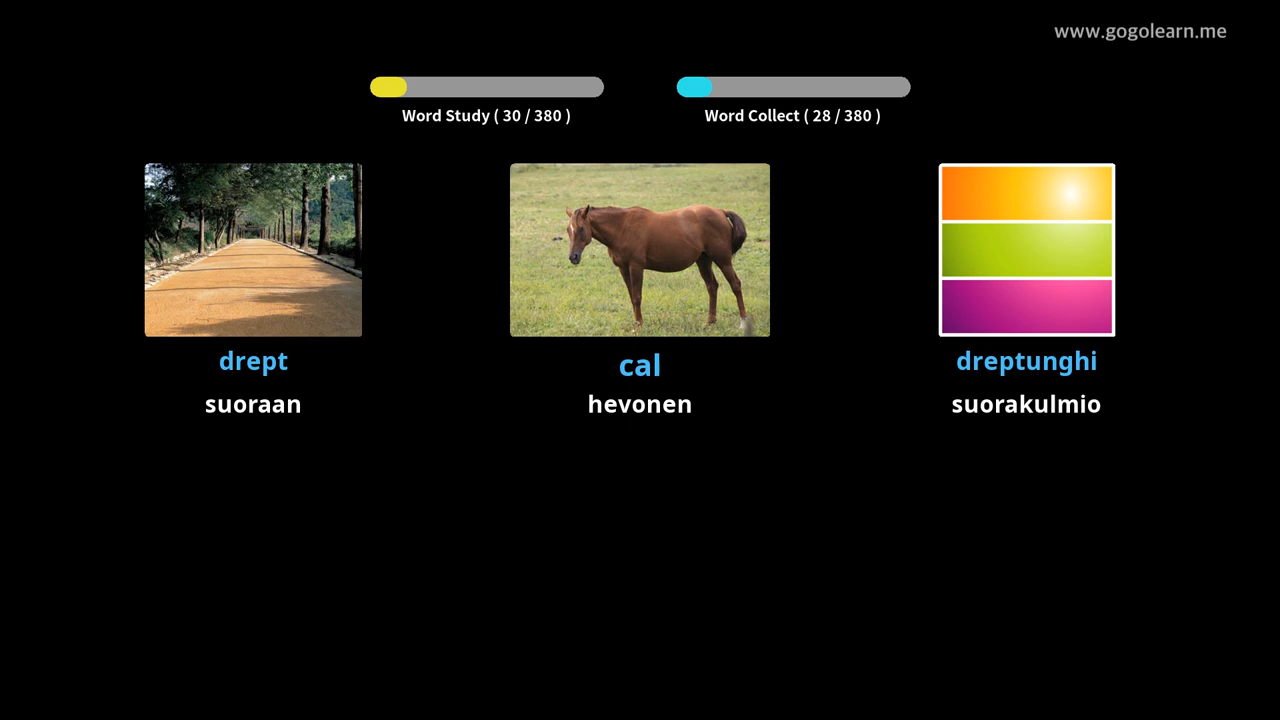 www.gogolearn.me
Word Study ( 30 / 380 )
Word Collect ( 28 / 380 )
drept
cal
dreptunghi
suoraan
hevonen
suorakulmio